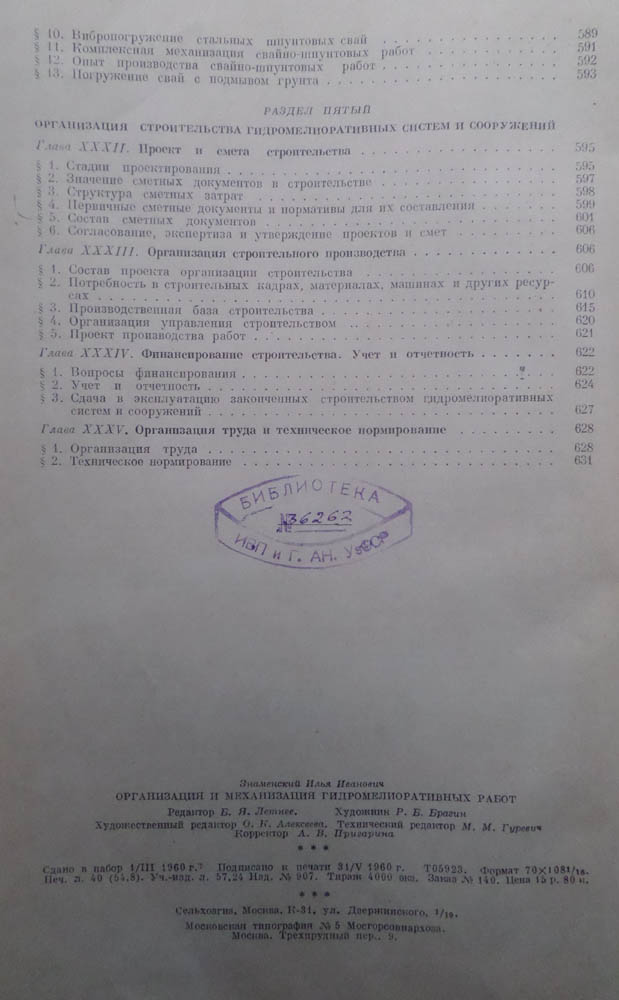 § 10. Вибропогружение стальных шпунтовых свай . . . . . . . . . . . . . 589
§ 11. Комплексная механизация свайно-шпунтовых работ . . . . . . . . . 591
§ 12. Опыт производства свайно-шпунтовых работ . . . . . . . . . . . . 592
§ 13. Погружение свай с подмывом грунта . . . . . . . . . . . . . . . 593
РАЗДЕЛ ПЯТЫЙ
ОРГАНИЗАЦИЯ СТРОИТЕЛЬСТВА ГИДРОМЕЛИОРАТИВНЫХ СИСТЕМ И СООРУЖЕНИЙ
Глава XXXII. Проект и смета строительства . . . . . . . . . . . . . 595
§ 1. Стадии проектирования . . . . . . . . . . . . . . . . . . . . 595
§ 2. Значение сметных документов в строительстве . . . . . . . . . . 597
§ 3. Структура сметных затрат . . . . . . . . . . . . . . . . . . . 598
§ 4. Первичные сметные документы и нормативы для их составления . . . . 599
§ 5. Состав сметных документов . . . . . . . . . . . . . . . . . . 601
§ 6. Согласование, экспертиза и утверждение проектов и смет . . . . . . 606
Глава XXXIII. Организация строительного производства . . . . . . . . 606
§ 1. Состав проекта организации строительства . . . . . . . . . . . . 606
§ 2. Потребность в строительных кадрах, материалах, машинах и других ресур-
сах . . . . . . . . . . . . . . . . . . . . . . . . . . . . 610
§ 3. Производственная база строительства . . . . . . . . . . . . . . 615
§ 4. Организация управления строительством . . . . . . . . . . . . . 620
§ 5. Проект производства работ . . . . . . . . . . . . . . . . . . 621
Глава XXXIV. Финансирование строительства. Учет и отчетность . . . . . 622
§ 1. Вопросы финансирования . . . . . . . . . . . . . . . . . . . 622
§ 2. Учет и отчетность . . . . . . . . . . . . . . . . . . . . . . 624
§ 3. Сдача в эксплуатацию законченных строительством гидромелиоративных
систем и сооружений . . . . . . . . . . . . . . . . . . . . . 627
Глава XXXV. Организация труда и техническое нормирование . . . . . . 628
§ 1. Организация труда . . . . . . . . . . . . . . . . . . . . . . 628
§ 2. Техническое нормирование . . . . . . . . . . . . . . . . . . . 631
БИБЛИОТЕКА
№ 36262
ИВП и Г. АН. УзССР
Знаменский Илья Иванович
ОРГАНИЗАЦИЯ И МЕХАНИЗАЦИЯ ГИДРОМЕЛИОРАТИВНЫХ РАБОТ
Редактор Б. Я. Летнев. Художник Р. Б. Брагин
Художественный редактор О. К. Алексеева. Технический редактор М. М. Гуревич
Корректор А. В. Пригарина
* * *
Сдано в набор 1/III 1960 г. Подписано к печати 31/V 1960 г. Т05923. Формат 70×108 1/16.
Печ. л. 40 (54,8). Уч.-изд. л. 57,24 Изд. № 907. Тираж 4000 экз. Заказ № 140. Цена 15 р. 80 к.
* * *
Сельхозгиз, Москва, К-31, ул. Дзержинского, 1/19.
Московская типография № 5 Мосгорсовнархоза.
Москва. Трехпрудный пер., 9.